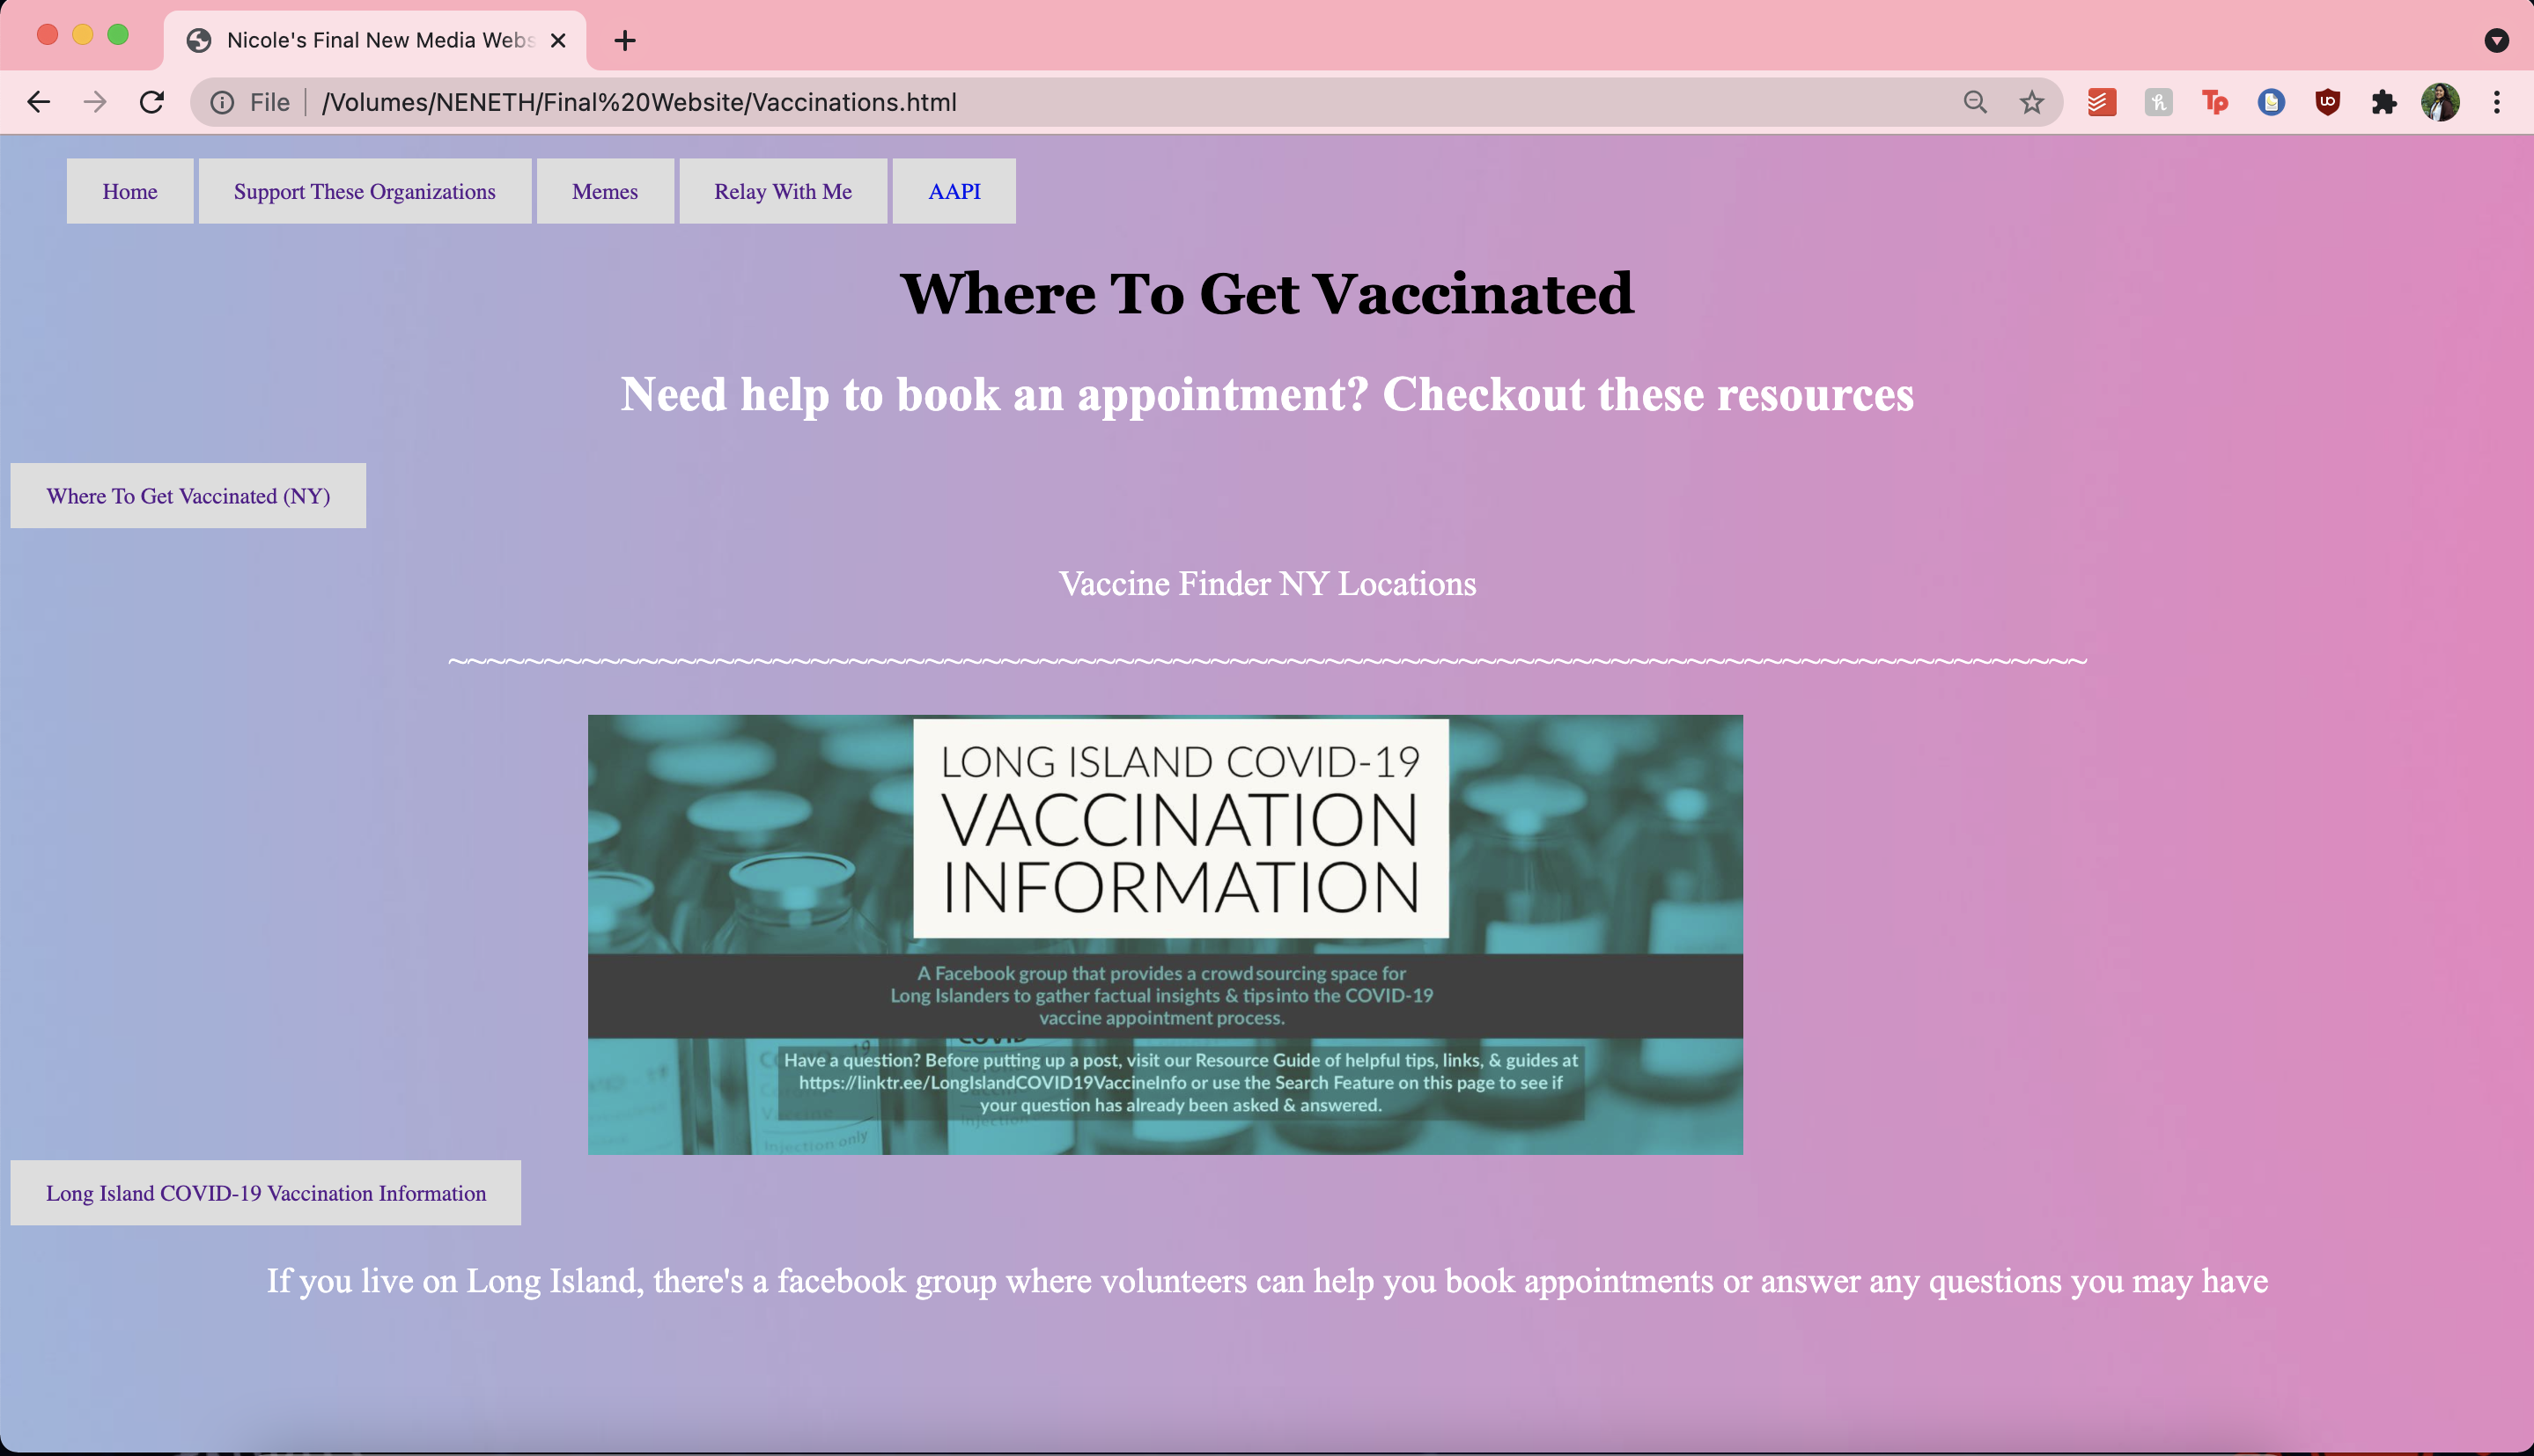 Nicole's Final New Media Webs
File
/Volumes/NENETH/Final%20Website/Vaccinations.html
Home
Support These Organizations
Memes
Relay With Me
AAPI
Where To Get Vaccinated
Need help to book an appointment? Checkout these resources
Where To Get Vaccinated (NY)
Vaccine Finder NY Locations
~~~~~~~~~~~~~~~~~~~~~~~~~~~~~~~~~~~~~~~~~~~~~~~~~~~~~~~~~~~~~~~~~~~~~~~~~~~~~~~~~~~~~~
LONG ISLAND COVID-19
VACCINATION
INFORMATION
A Facebook group that provides a crowdsourcing space for
Long Islanders to gather factual insights & tips into the COVID-19
vaccine appointment process.
Have a question? Before putting up a post, visit our Resource Guide of helpful tips, links, & guides at
https://linktr.ee/LongIslandCOVID19VaccineInfo or use the Search Feature on this page to see if
your question has already been asked & answered.
Injection only
Long Island COVID-19 Vaccination Information
If you live on Long Island, there's a facebook group where volunteers can help you book appointments or answer any questions you may have